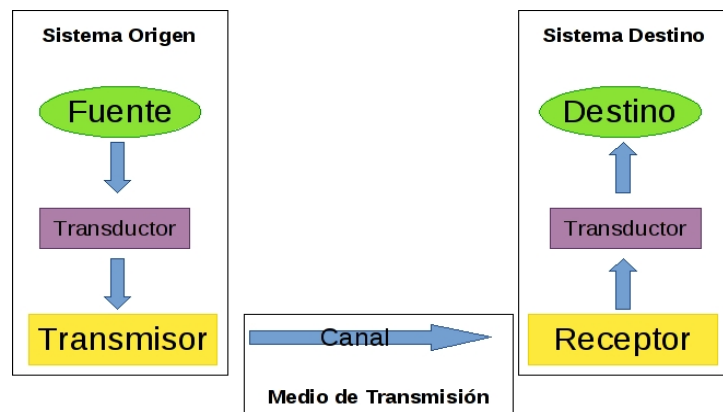 Sistema Origen
Fuente
Transductor
Transmisor
Canal
Medio de Transmisión
Sistema Destino
Destino
Transductor
Receptor